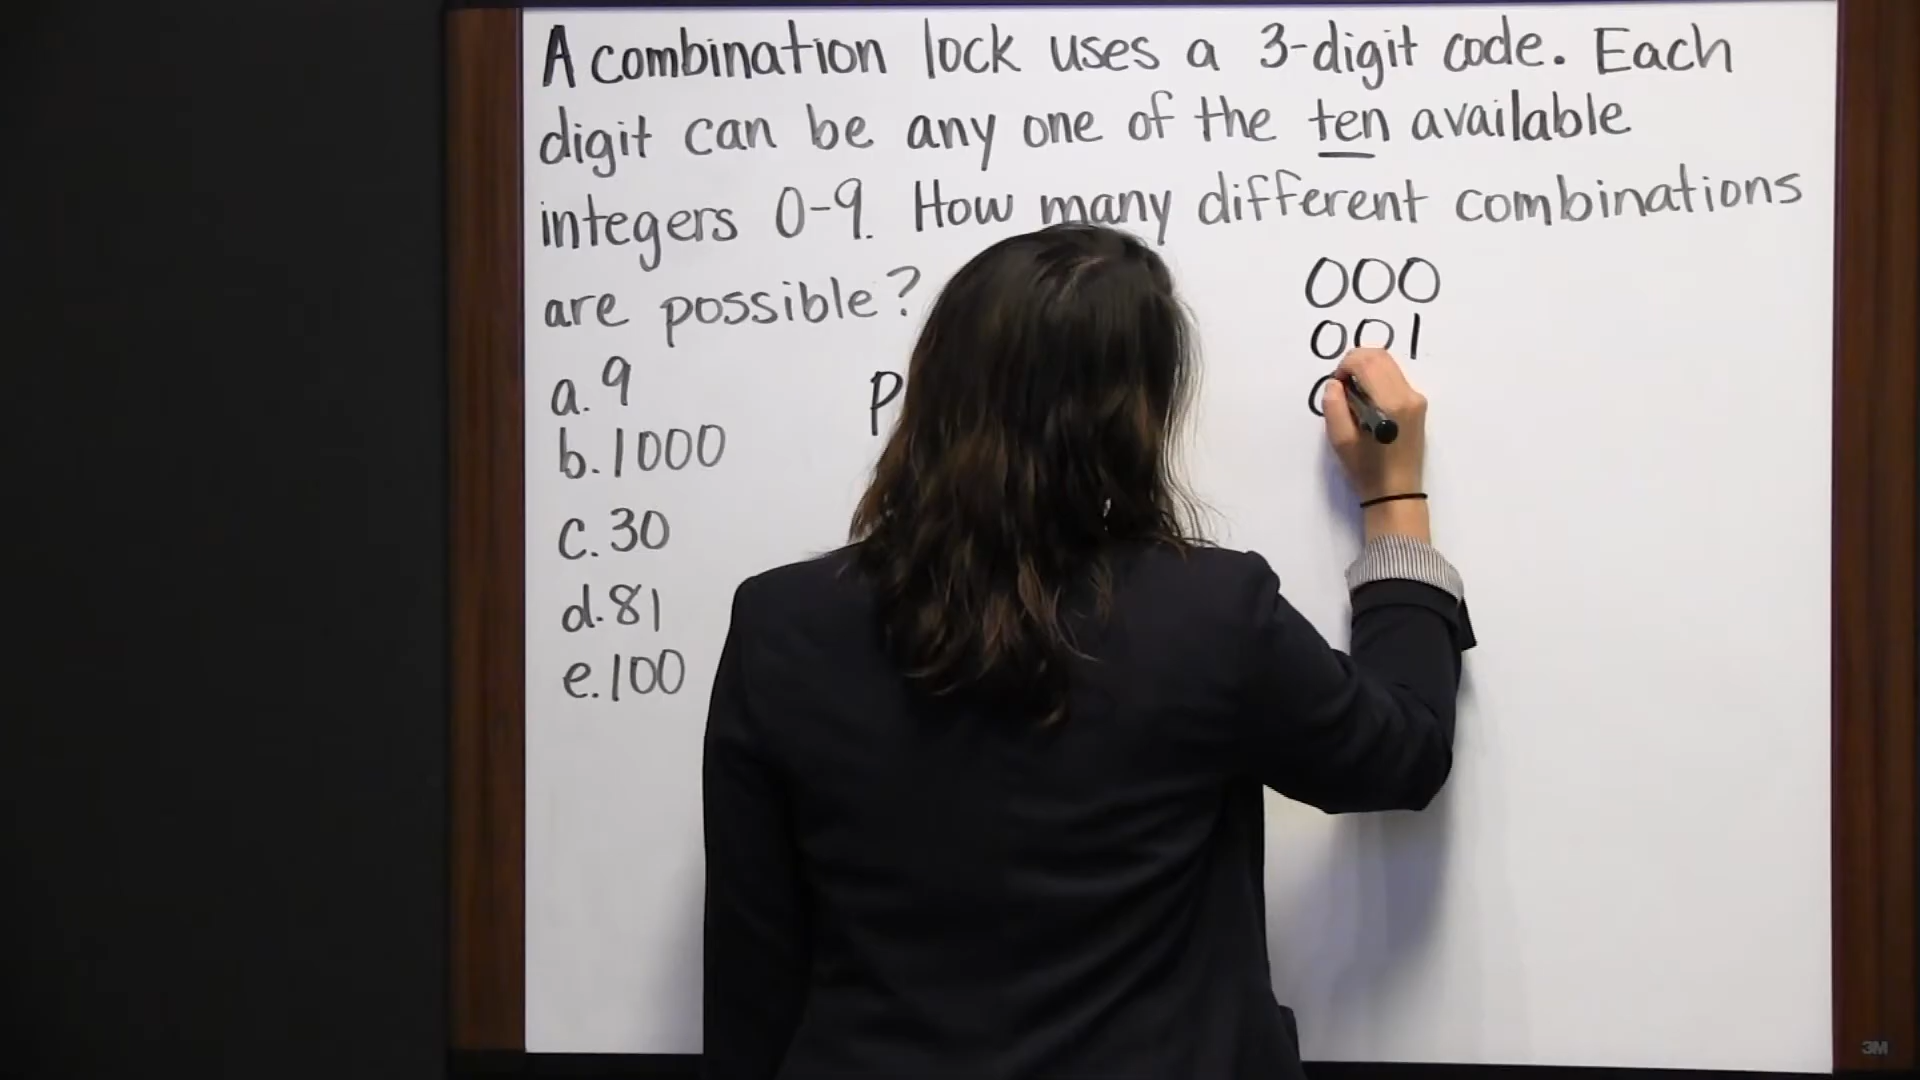 A combination lock uses a 3-digit code. Each
digit can be any one of the ten available
integers 0-9. How many different combinations
are possible?
000
001
a. 9
b. 1000
c. 30
d. 81
e. 100
3M